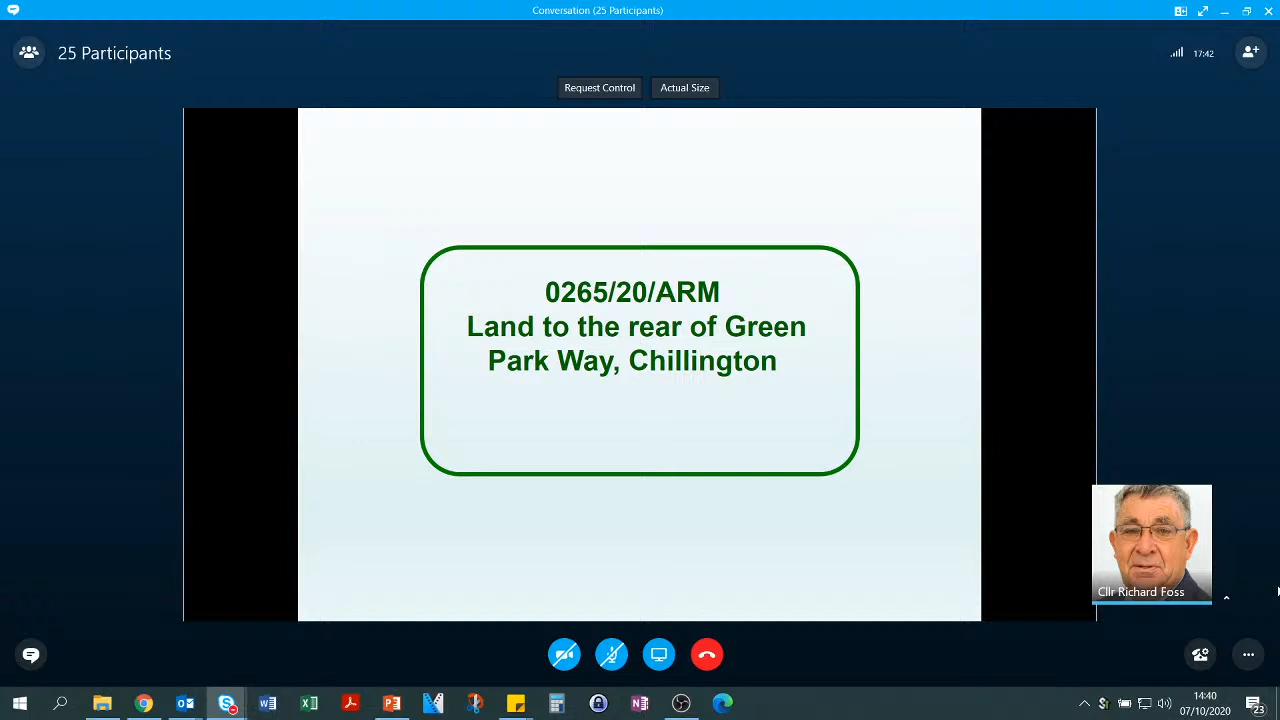 Conversation (25 Participants)
25 Participants
17:42
Request Control
Actual Size
0265/20/ARM
Land to the rear of Green
Park Way, Chillington
Cllr Richard Foss
14:40
07/10/2020
23